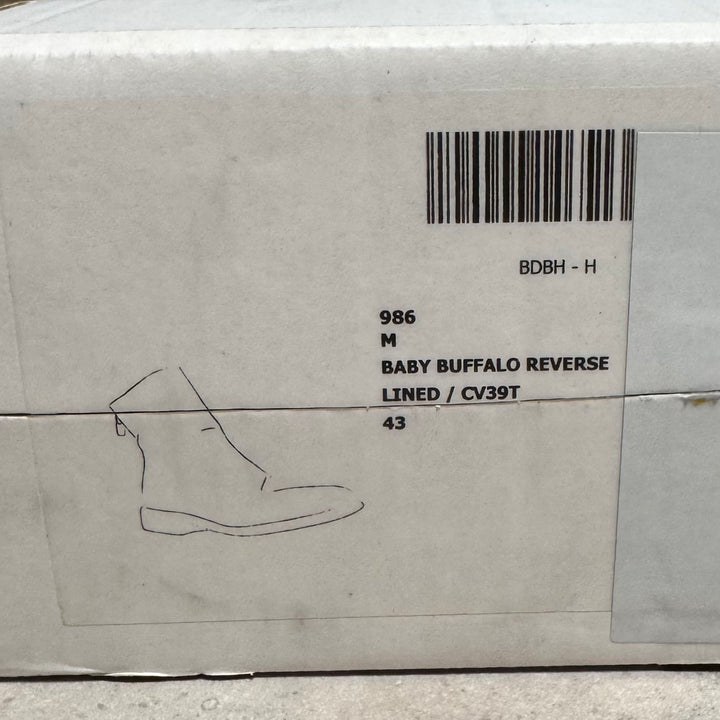 BDBH - H
986
M
BABY BUFFALO REVERSE
LINED / CV39T
43